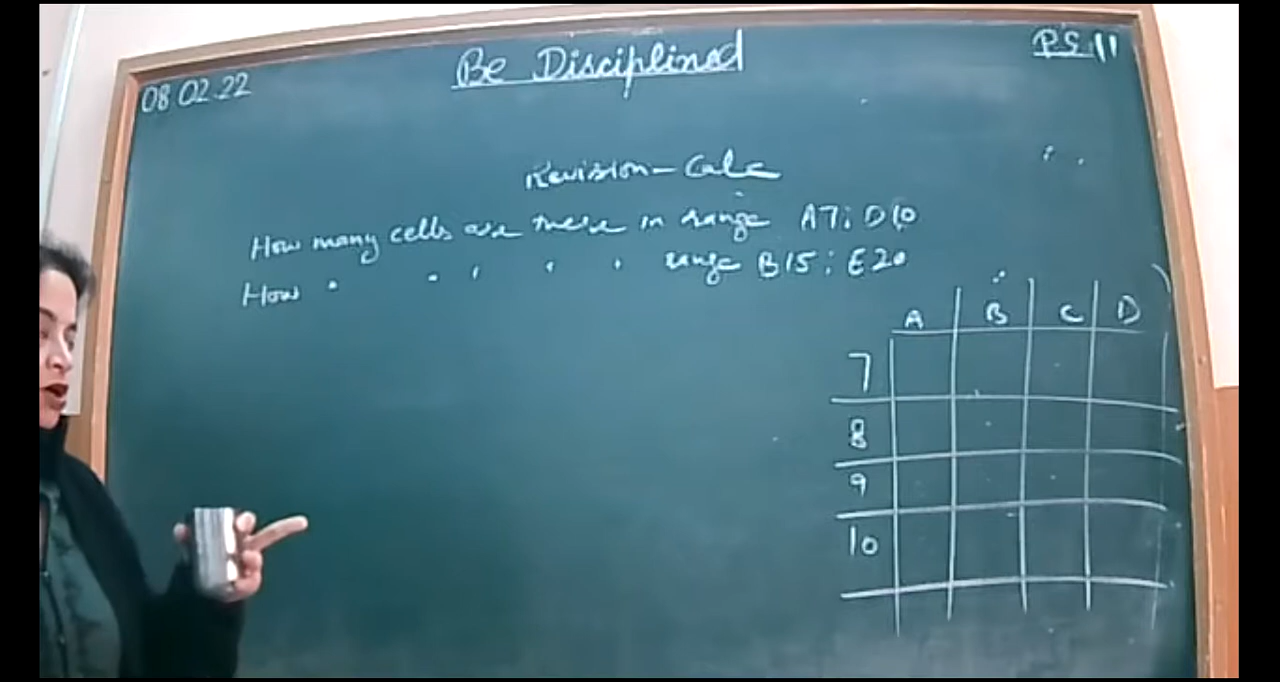 08.02.22
Be Disciplined
P.S. 11
Revision - Calc
How many cells are there in range A7:D10
How " " " " " range B15:E20
A B C D
7
8
9
10